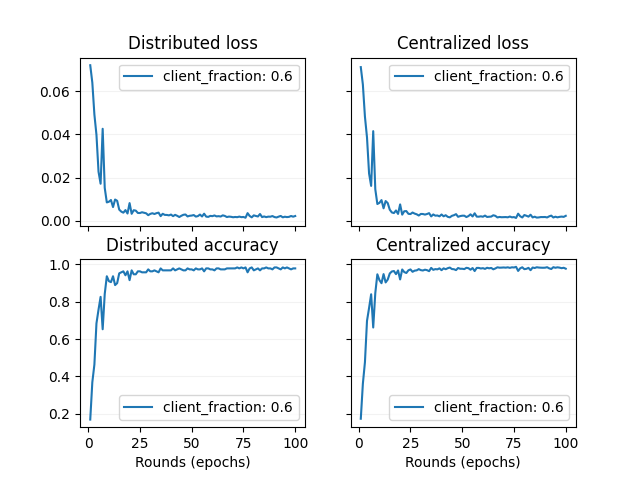 Distributed loss
Centralized loss
client_fraction: 0.6
client_fraction: 0.6
0.06
0.04
0.02
0.00
Distributed accuracy
Centralized accuracy
1.0
0.8
0.6
0.4
0.2
client_fraction: 0.6
client_fraction: 0.6
0 25 50 75 100
0 25 50 75 100
Rounds (epochs)
Rounds (epochs)